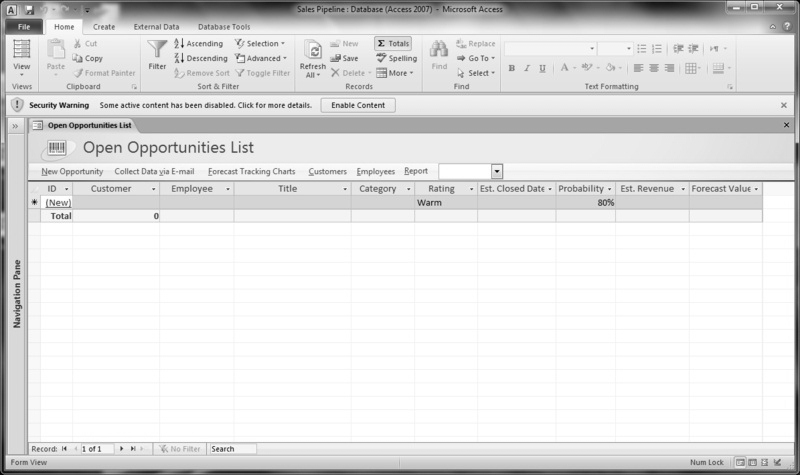 Sales Pipeline : Database (Access 2007) - Microsoft Access
File Home Create External Data Database Tools
View
Views
Paste
Cut
Copy
Format Painter
Clipboard
Filter
Ascending
Descending
Remove Sort
Selection
Advanced
Toggle Filter
Sort & Filter
Refresh All
New
Save
Delete
Totals
Spelling
More
Records
Find
Replace
Go To
Select
Find
B I U A
Text Formatting
Security Warning Some active content has been disabled. Click for more details. Enable Content
Open Opportunities List
Open Opportunities List
New Opportunity Collect Data via E-mail Forecast Tracking Charts Customers Employees Report
ID Customer Employee Title Category Rating Est. Closed Date Probability Est. Revenue Forecast Value
(New) Warm 80%
Total 0
Navigation Pane
Record: 1 of 1 No Filter Search
Form View Num Lock